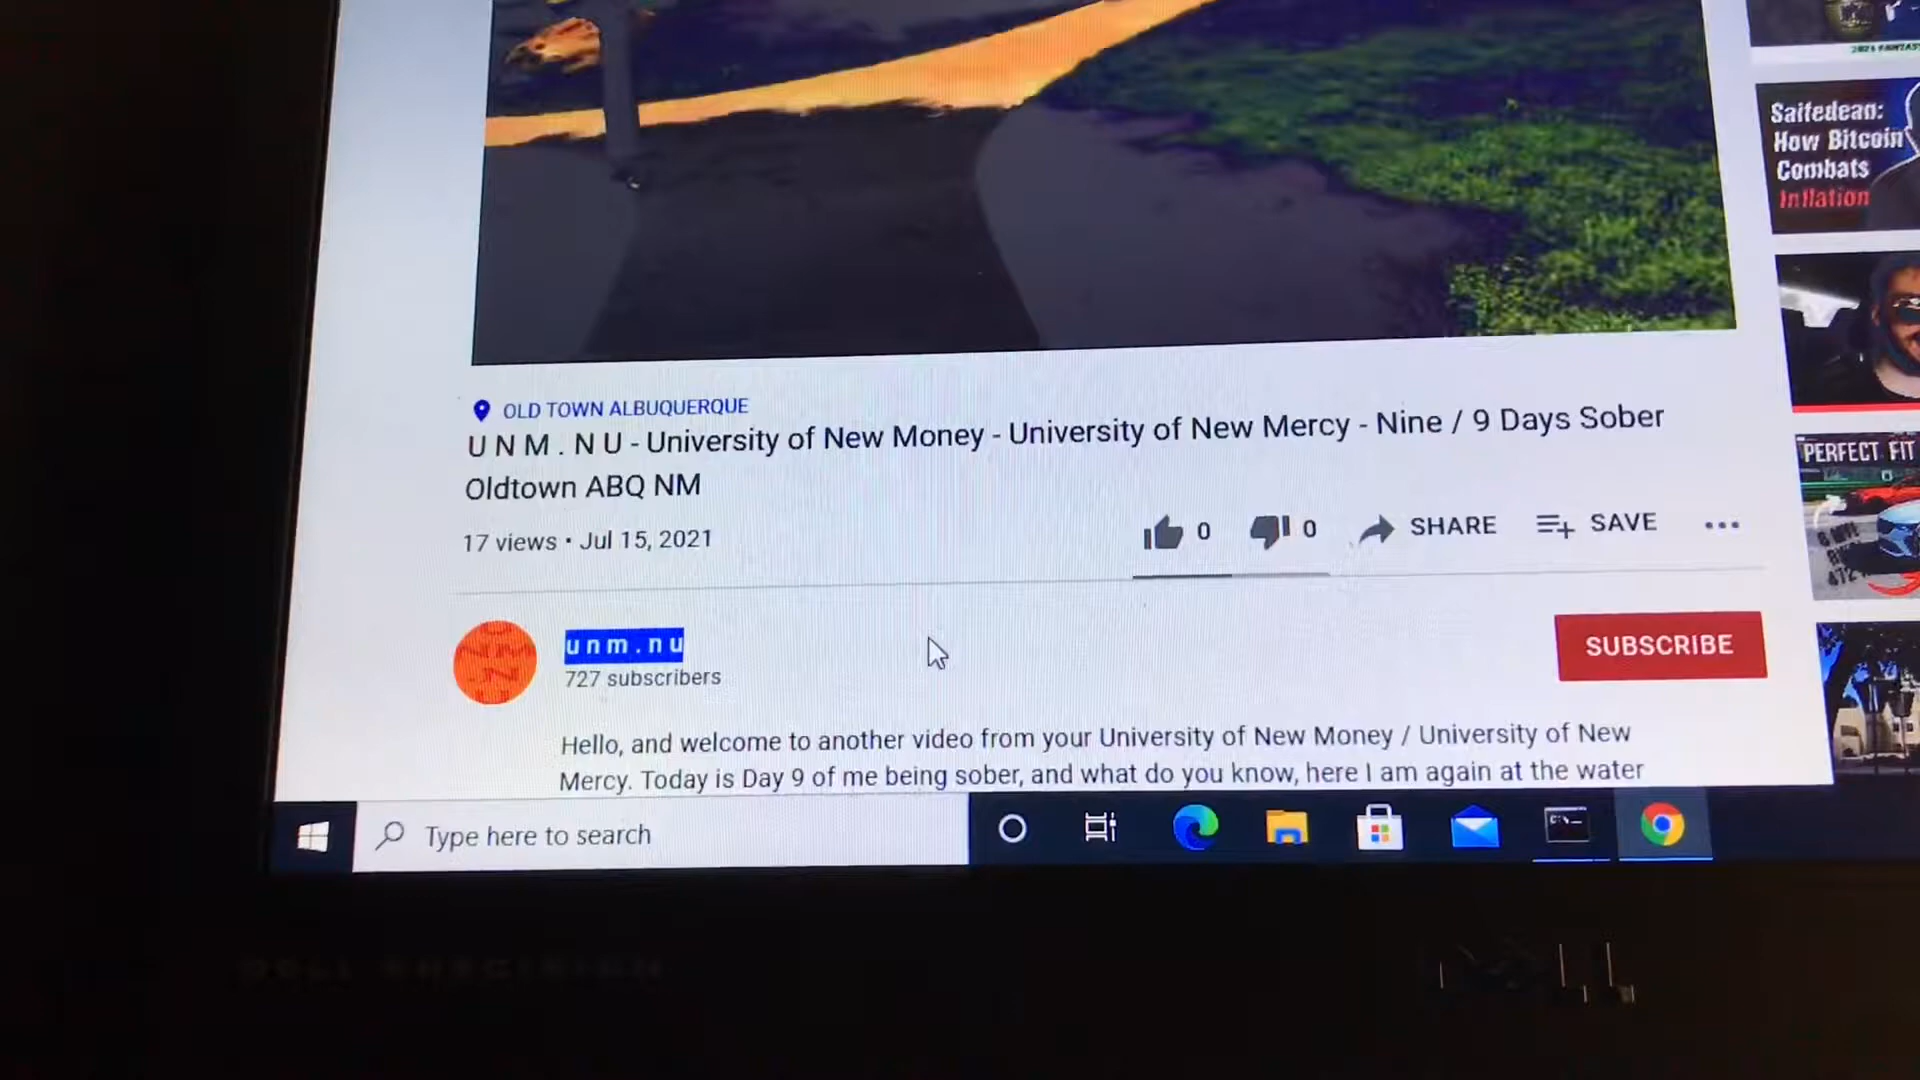 2021 FANTAS
Saifedean:
How Bitcoin
Combats
Inflation
PERFECT FIT
OLD TOWN ALBUQUERQUE
U N M . N U - University of New Money - University of New Mercy - Nine / 9 Days Sober
Oldtown ABQ NM
17 views • Jul 15, 2021
0
0
SHARE
SAVE
u n m . n u
727 subscribers
SUBSCRIBE
Hello, and welcome to another video from your University of New Money / University of New
Mercy. Today is Day 9 of me being sober, and what do you know, here I am again at the water
Type here to search